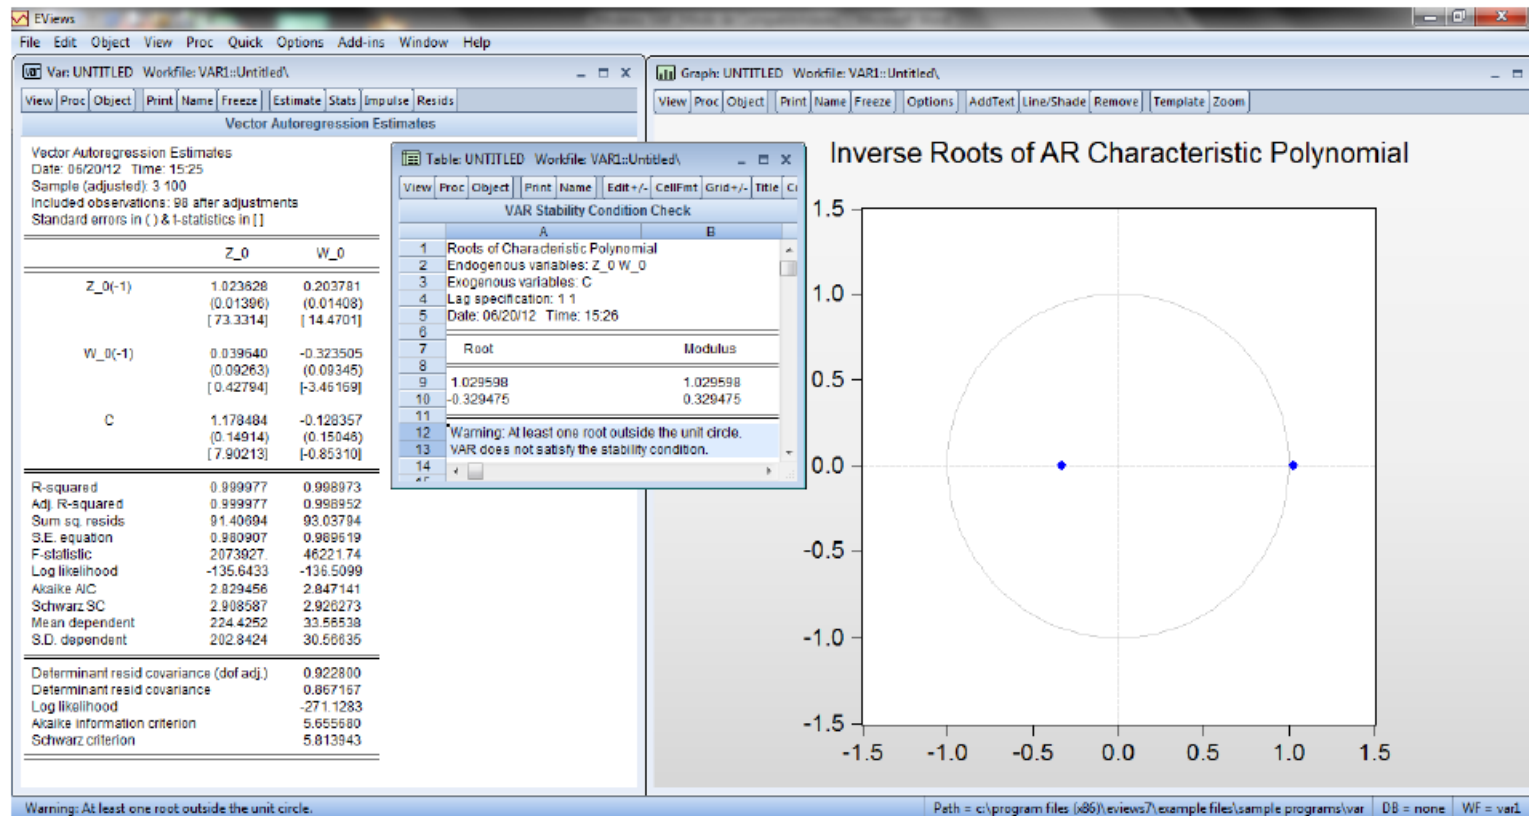 EViews
File Edit Object View Proc Quick Options Add-ins Window Help
Var: UNTITLED Workfile: VAR1::Untitled\
View Proc Object Print Name Freeze Estimate Stats Impulse Resids
Vector Autoregression Estimates
Vector Autoregression Estimates
Date: 06/20/12 Time: 15:25
Sample (adjusted): 3 100
Included observations: 98 after adjustments
Standard errors in ( ) & t-statistics in [ ]
Z_0 W_0
Z_0(-1) 1.023628 0.203781
(0.01396) (0.01408)
[ 73.3314] [ 14.4701]
W_0(-1) 0.039640 -0.323505
(0.09263) (0.09345)
[ 0.42794] [-3.46169]
C 1.178484 -0.128357
(0.14914) (0.15046)
[ 7.90213] [-0.85310]
R-squared 0.999977 0.998973
Adj. R-squared 0.999977 0.998952
Sum sq. resids 91.40694 93.03794
S.E. equation 0.980907 0.989619
F-statistic 2073927. 46221.74
Log likelihood -135.6433 -136.5099
Akaike AIC 2.829456 2.847141
Schwarz SC 2.908587 2.926273
Mean dependent 224.4252 33.56538
S.D. dependent 202.8424 30.56635
Determinant resid covariance (dof adj.) 0.922800
Determinant resid covariance 0.867167
Log likelihood -271.1283
Akaike information criterion 5.655680
Schwarz criterion 5.813943
Table: UNTITLED Workfile: VAR1::Untitled\
View Proc Object Print Name Edit+/- CellFmt Grid+/- Title
VAR Stability Condition Check
A B
1 Roots of Characteristic Polynomial
2 Endogenous variables: Z_0 W_0
3 Exogenous variables: C
4 Lag specification: 1 1
5 Date: 06/20/12 Time: 15:26
6
7 Root Modulus
8
9 1.029598 1.029598
10 -0.329475 0.329475
11
12 Warning: At least one root outside the unit circle.
13 VAR does not satisfy the stability condition.
14
Graph: UNTITLED Workfile: VAR1::Untitled\
View Proc Object Print Name Freeze Options AddText Line/Shade Remove Template Zoom
Inverse Roots of AR Characteristic Polynomial
1.5
1.0
0.5
0.0
-0.5
-1.0
-1.5
-1.5 -1.0 -0.5 0.0 0.5 1.0 1.5
Warning: At least one root outside the unit circle.
Path = c:\program files (x86)\eviews7\example files\sample programs\var DB = none WF = var1